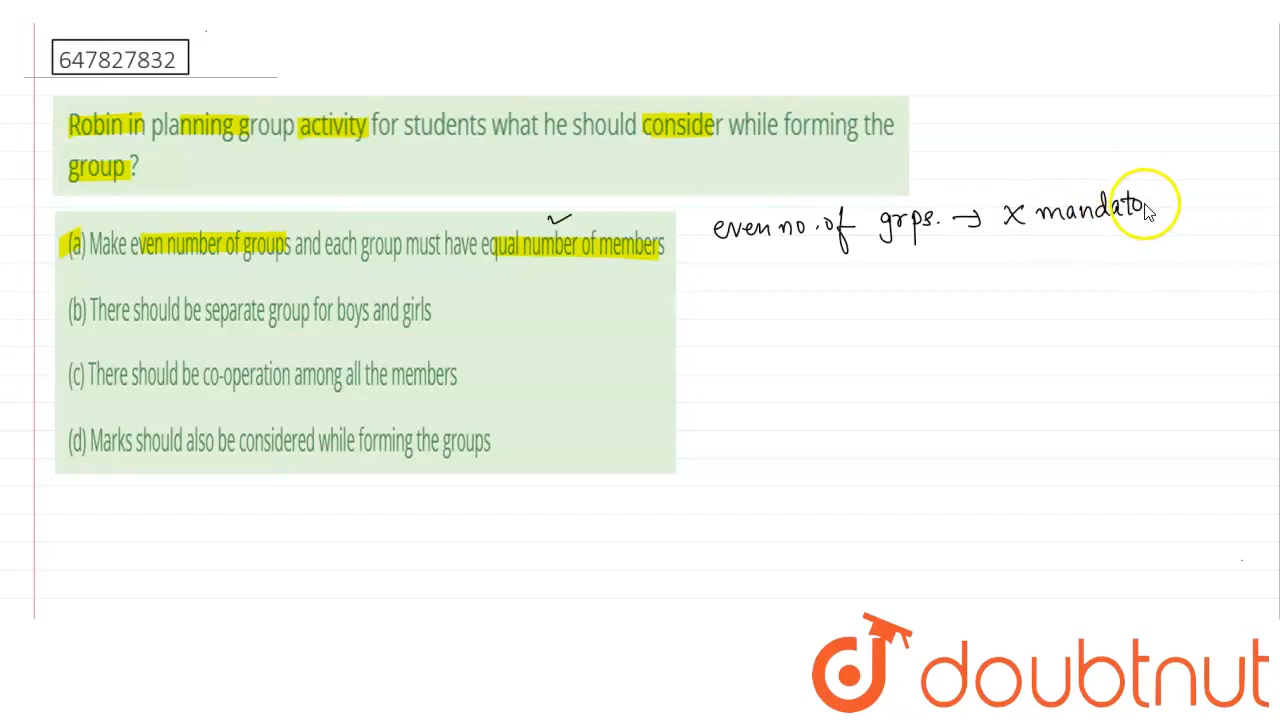 647827832
Robin in planning group activity for students what he should consider while forming the
group ?
(a) Make even number of groups and each group must have equal number of members
even no. of grps. → x mandato
(b) There should be separate group for boys and girls
(c) There should be co-operation among all the members
(d) Marks should also be considered while forming the groups
doubtnut